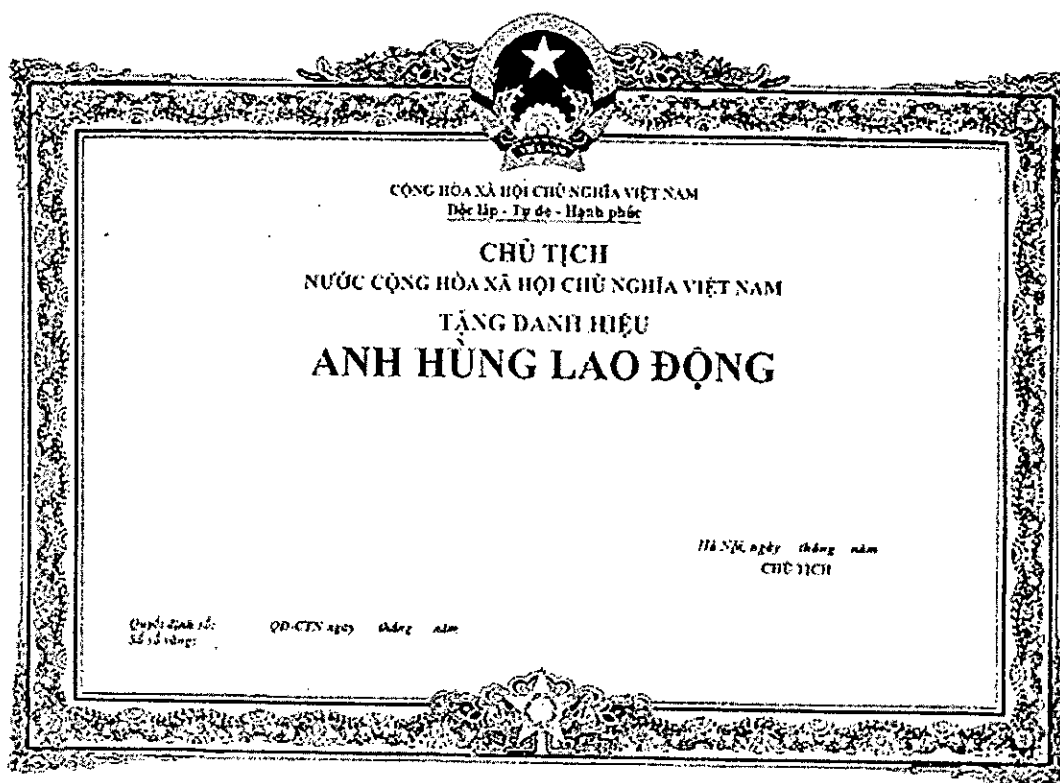 CỘNG HÒA XÃ HỘI CHỦ NGHĨA VIỆT NAM
Độc lập - Tự do - Hạnh phúc
CHỦ TỊCH
NƯỚC CỘNG HÒA XÃ HỘI CHỦ NGHĨA VIỆT NAM
TẶNG DANH HIỆU
ANH HÙNG LAO ĐỘNG
Hà Nội, ngày tháng năm
CHỦ TỊCH
Quyết định số: QĐ-CTN ngày tháng năm
Số sổ vàng: